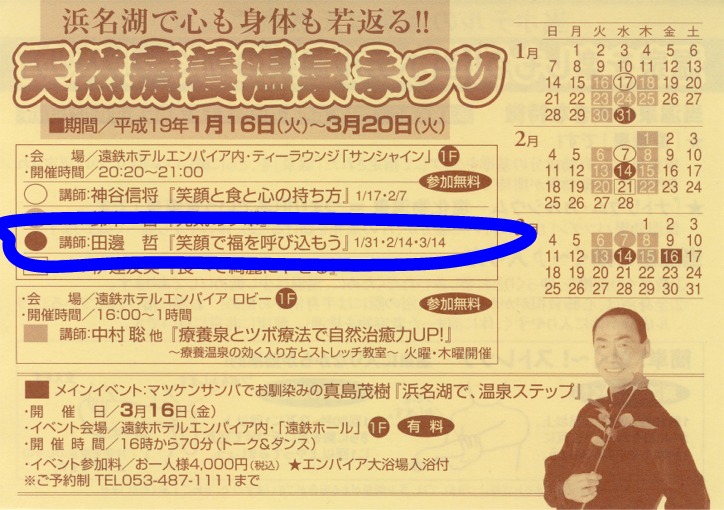 浜名湖で心も身体も若返る!!
天然療養温泉まつり
■期間／平成19年1月16日(火)～3月20日(火)
・会　場／遠鉄ホテルエンパイア内・ティーラウンジ「サンシャイン」1F
・開催時間／20:20～21:00
参加無料
○ 講師:神谷信将『笑顔と食と心の持ち方』1/17・2/7
● 講師:田邊　哲『笑顔で福を呼び込もう』1/31・2/14・3/14
・会　場／遠鉄ホテルエンパイア ロビー 1F
・開催時間／16:00～1時間
参加無料
■ 講師:中村 聡 他『療養泉とツボ療法で自然治癒力UP!』
～療養温泉の効く入り方とストレッチ教室～ 火曜・木曜開催
■ メインイベント:マツケンサンバでお馴染みの真島茂樹『浜名湖で、温泉ステップ』
・開催日／3月16日(金)
・イベント会場／遠鉄ホテルエンパイア内・「遠鉄ホール」1F 有料
・開催時間／16時から70分(トーク&ダンス)
・イベント参加料／お一人様4,000円(税込) ★エンパイア大浴場入浴付
※ご予約制 TEL053-487-1111まで
日 月 火 水 木 金 土
1月
1 2 3 4 5 6
7 8 9 10 11 12 13
14 15 16 17 18 19 20
21 22 23 24 25 26 27
28 29 30 31
2月
1 2 3
4 5 6 7 8 9 10
11 12 13 14 15 16 17
18 19 20 21 22 23 24
25 26 27 28
1 2 3
4 5 6 7 8 9 10
11 12 13 14 15 16 17
18 19 20 21 22 23 24
25 26 27 28 29 30 31